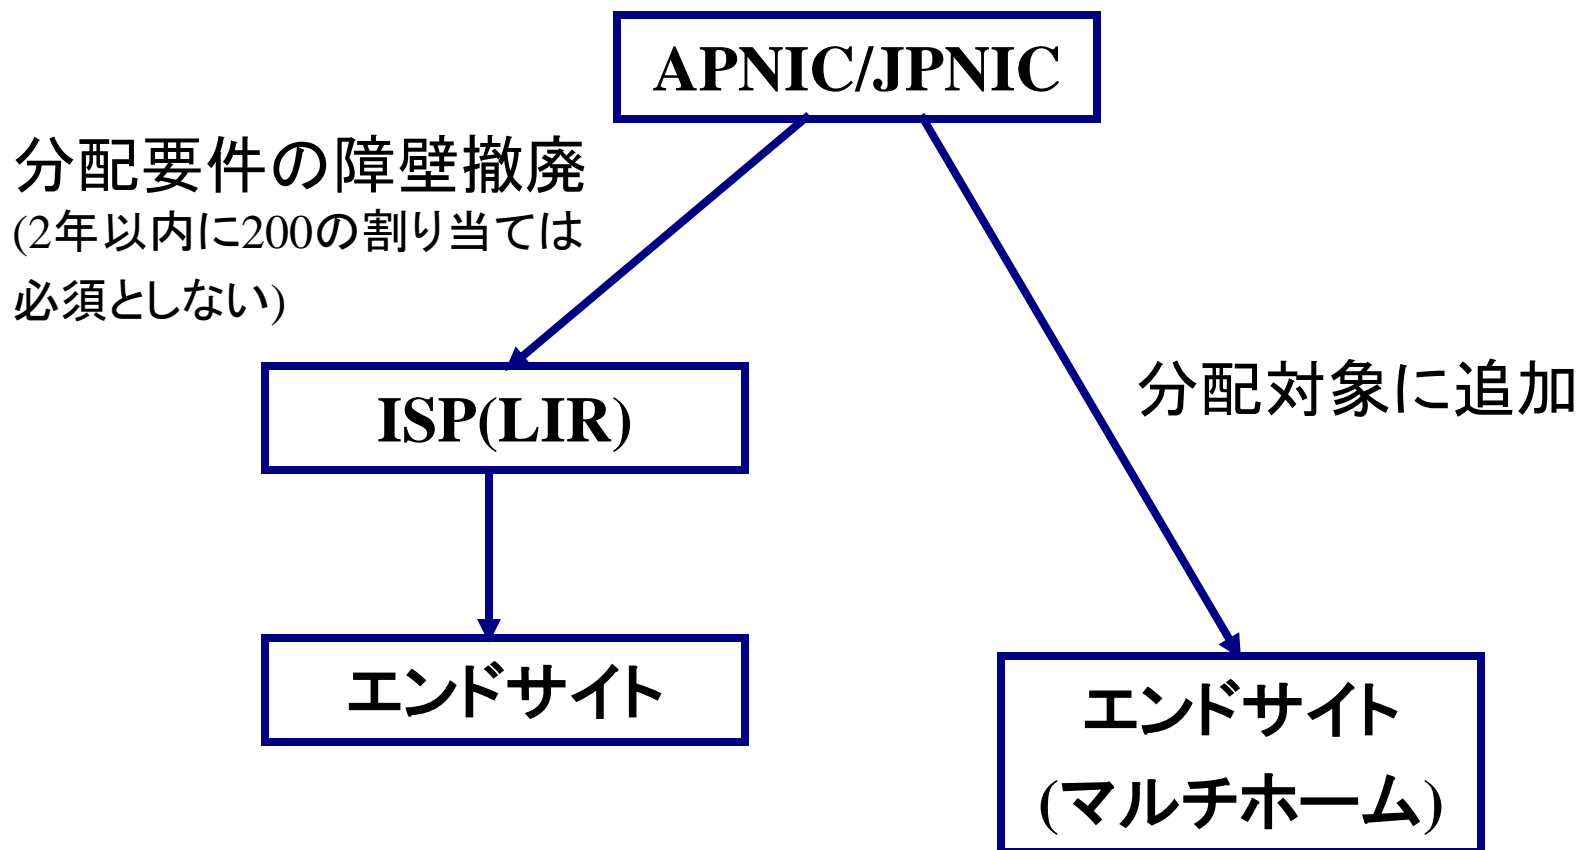 APNIC/JPNIC
分配要件の障壁撤廃
(2年以内に200の割り当ては
必須としない)
ISP(LIR)
分配対象に追加
エンドサイト
エンドサイト
(マルチホーム)